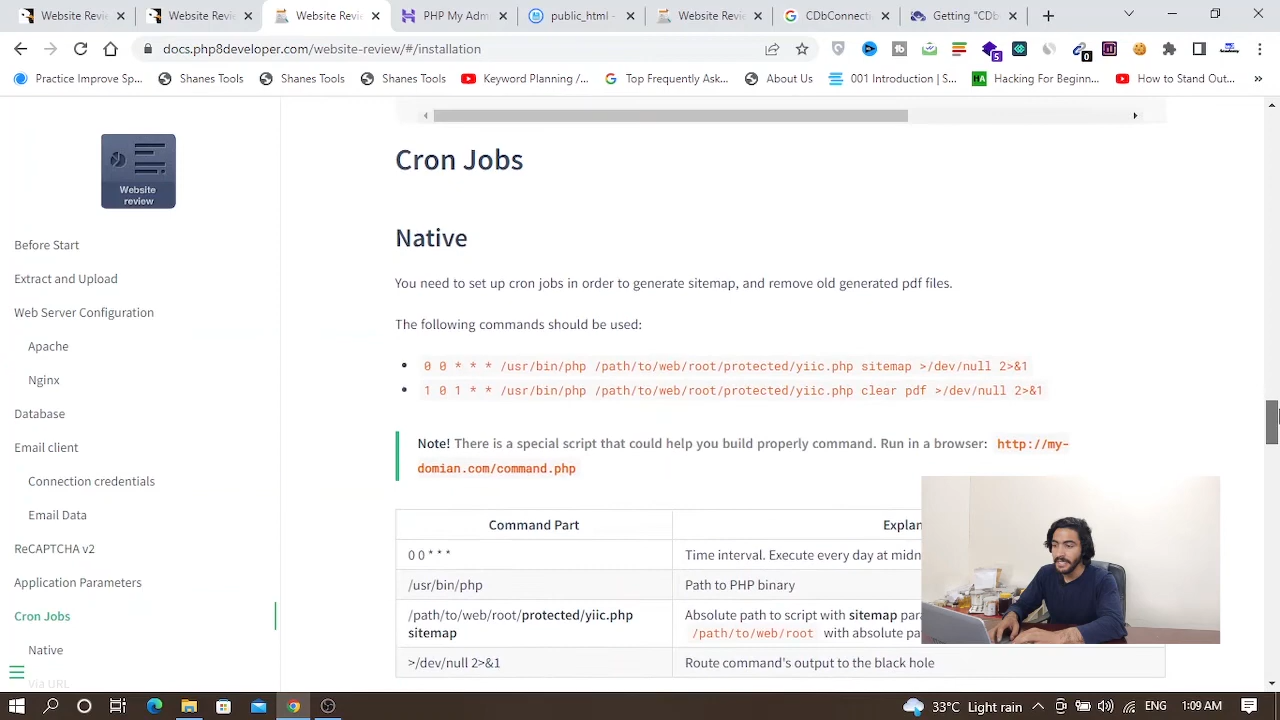 Website Revi
Website Revi
Website Revi
My Advanced
public_html -
Website Revi
CDbConnecti
Getting "CDb
docs.php8developer.com/website-review/#/installation
5
0
Practice Improve Sp...
Shanes Tools
Shanes Tools
Shanes Tools
Keyword Planning /...
Top Frequently Ask...
About Us
001 Introduction | S...
HA
Hacking For Beginn...
How to Stand Out...
»
Website
review
Before Start
Extract and Upload
Web Server Configuration
Apache
Nginx
Database
Email client
Connection credentials
Email Data
ReCAPTCHA v2
Application Parameters
Cron Jobs
Native
Via URL
Cron Jobs
Native
You need to set up cron jobs in order to generate sitemap, and remove old generated pdf files.
The following commands should be used:
0 0 * * * /usr/bin/php /path/to/web/root/protected/yiic.php sitemap >/dev/null 2>&1
1 0 1 * * /usr/bin/php /path/to/web/root/protected/yiic.php clear pdf >/dev/null 2>&1
Note! There is a special script that could help you build properly command. Run in a browser: http://my-
domian.com/command.php
Command Part
Explan
0 0 * * *
Time interval. Execute every day at midn
/usr/bin/php
Path to PHP binary
/path/to/web/root/protected/yiic.php
sitemap
Absolute path to script with sitemap para
/path/to/web/root with absolute pa
>/dev/null 2>&1
Route command's output to the black hole
33°C Light rain
1:09 AM